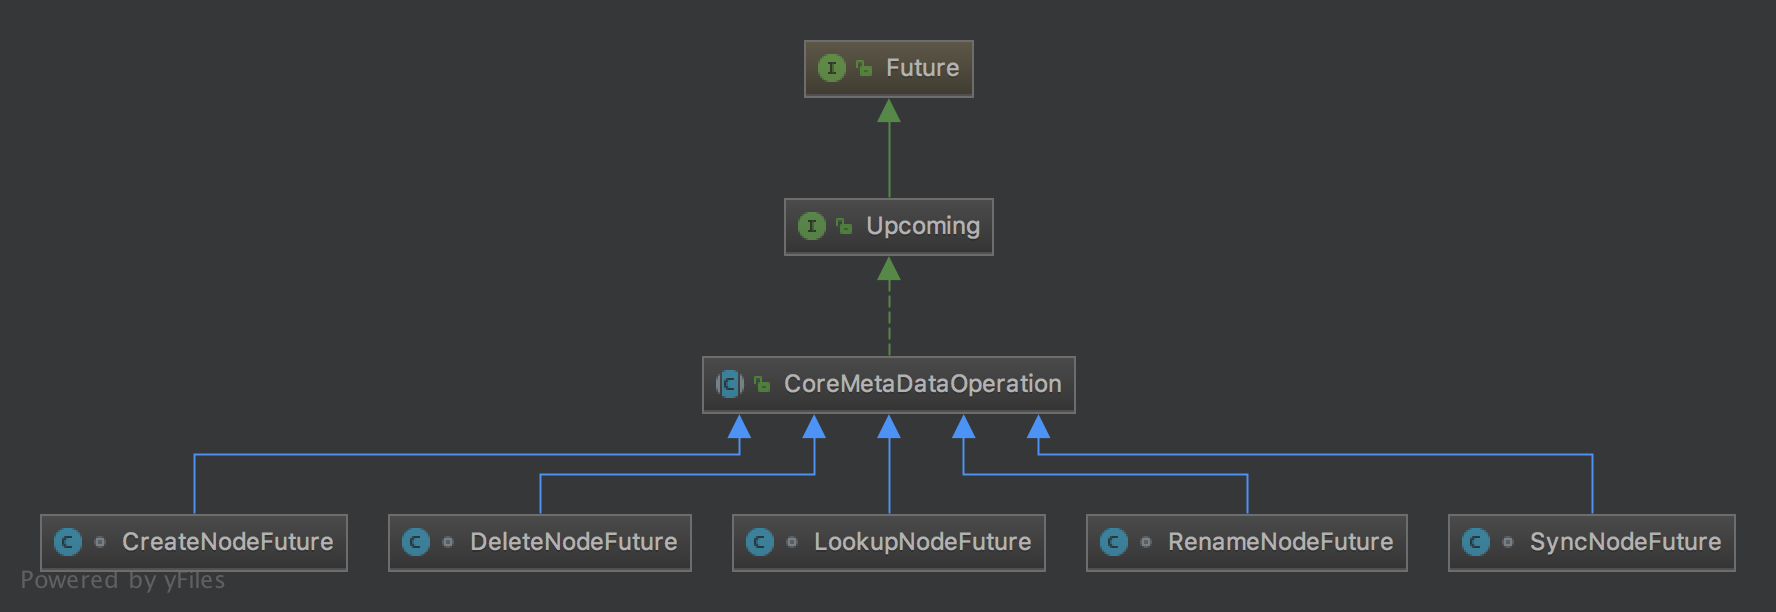 I Future
I Upcoming
C CoreMetaDataOperation
C CreateNodeFuture
C DeleteNodeFuture
C LookupNodeFuture
C RenameNodeFuture
C SyncNodeFuture
Powered by yFiles